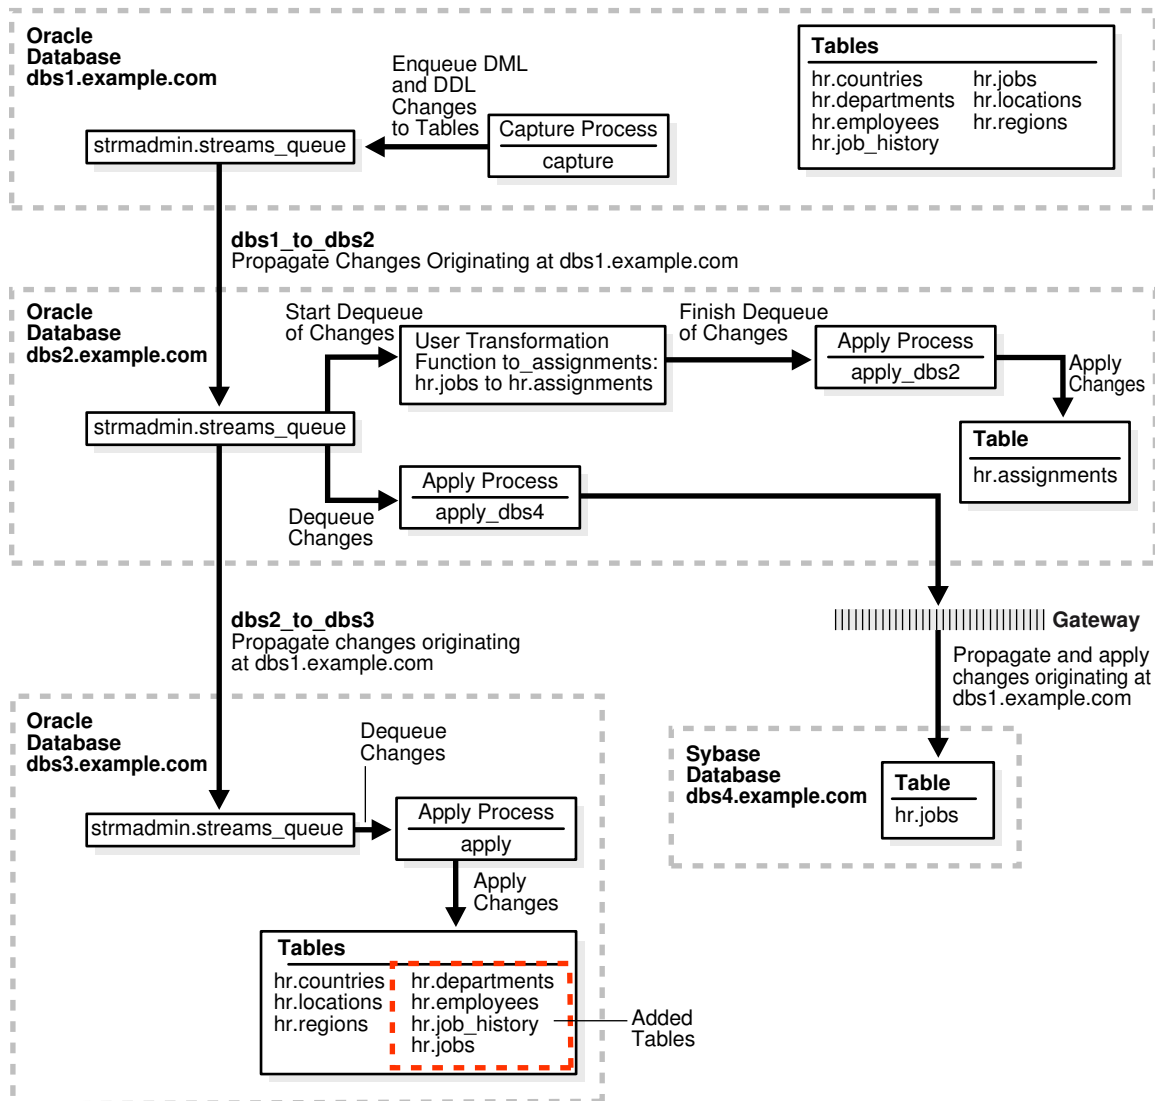 Oracle
Database
dbs1.example.com
Enqueue DML
and DDL
Changes
to Tables
strmadmin.streams_queue
Capture Process
capture
Tables
hr.countries
hr.departments
hr.employees
hr.job_history
hr.jobs
hr.locations
hr.regions
dbs1_to_dbs2
Propagate Changes Originating at dbs1.example.com
Oracle
Database
dbs2.example.com
Start Dequeue
of Changes
User Transformation
Function to_assignments:
hr.jobs to hr.assignments
Finish Dequeue
of Changes
Apply Process
apply_dbs2
Apply
Changes
strmadmin.streams_queue
Table
hr.assignments
Dequeue
Changes
Apply Process
apply_dbs4
dbs2_to_dbs3
Propagate changes originating
at dbs1.example.com
Gateway
Propagate and apply
changes originating at
dbs1.example.com
Oracle
Database
dbs3.example.com
Dequeue
Changes
strmadmin.streams_queue
Apply Process
apply
Apply
Changes
Sybase
Database
dbs4.example.com
Table
hr.jobs
Tables
hr.countries
hr.locations
hr.regions
hr.departments
hr.employees
hr.job_history
hr.jobs
Added
Tables